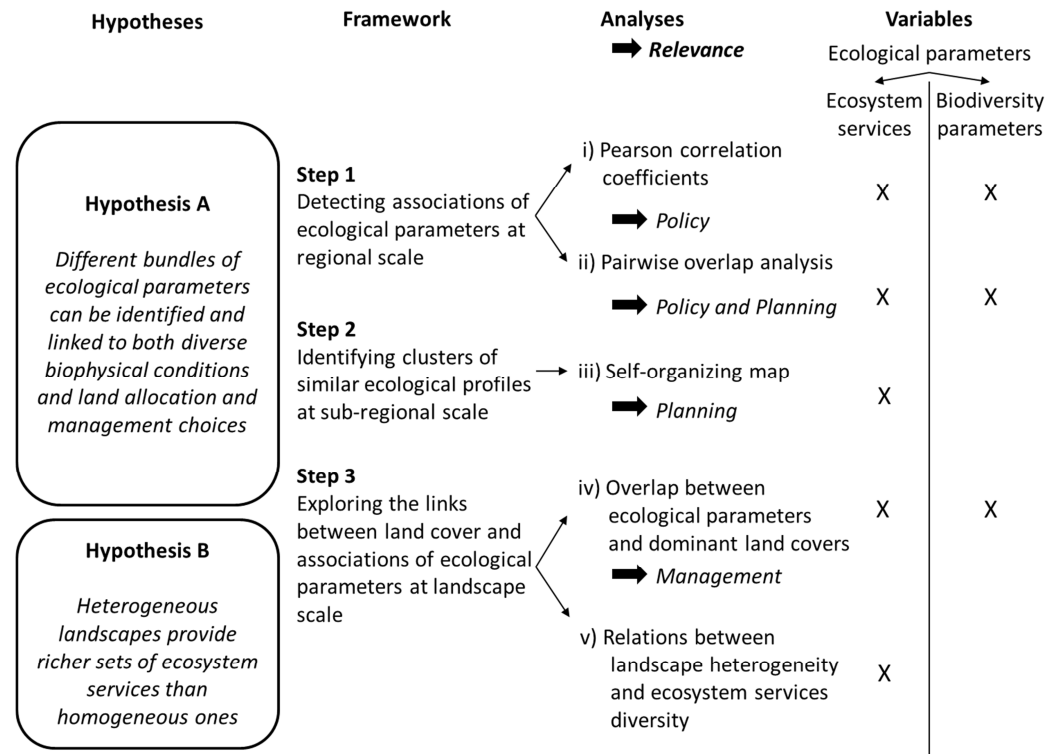 Hypotheses
Framework
Analyses
Relevance
Variables
Ecological parameters
Ecosystem
services
Biodiversity
parameters
Hypothesis A
Different bundles of
ecological parameters
can be identified and
linked to both diverse
biophysical conditions
and land allocation and
management choices
Hypothesis B
Heterogeneous
landscapes provide
richer sets of ecosystem
services than
homogeneous ones
Step 1
Detecting associations of
ecological parameters at
regional scale
Step 2
Identifying clusters of
similar ecological profiles
at sub-regional scale
Step 3
Exploring the links
between land cover and
associations of ecological
parameters at landscape
scale
i) Pearson correlation
coefficients
Policy
X X
ii) Pairwise overlap analysis
Policy and Planning
X X
iii) Self-organizing map
Planning
X
iv) Overlap between
ecological parameters
and dominant land covers
Management
X X
v) Relations between
landscape heterogeneity
and ecosystem services
diversity
X